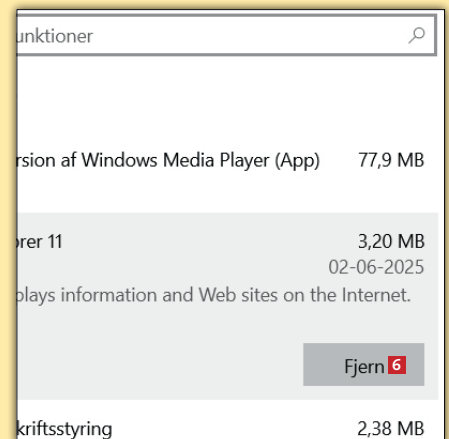 unktioner
rsion af Windows Media Player (App) 77,9 MB
orer 11 3,20 MB
02-06-2025
plays information and Web sites on the Internet.
Fjern 6
kriftsstyring 2,38 MB